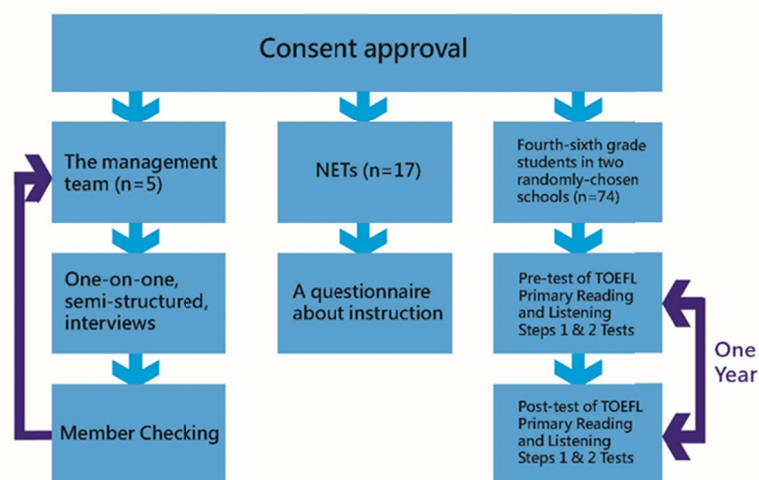 Consent approval
The management
team (n=5)
NETs (n=17)
Fourth-sixth grade
students in two
randomly-chosen
schools (n=74)
One-on-one,
semi-structured,
interviews
A questionnaire
about instruction
Pre-test of TOEFL
Primary Reading
and Listening
Steps 1 & 2 Tests
One
Year
Member Checking
Post-test of TOEFL
Primary Reading
and Listening
Steps 1 & 2 Tests